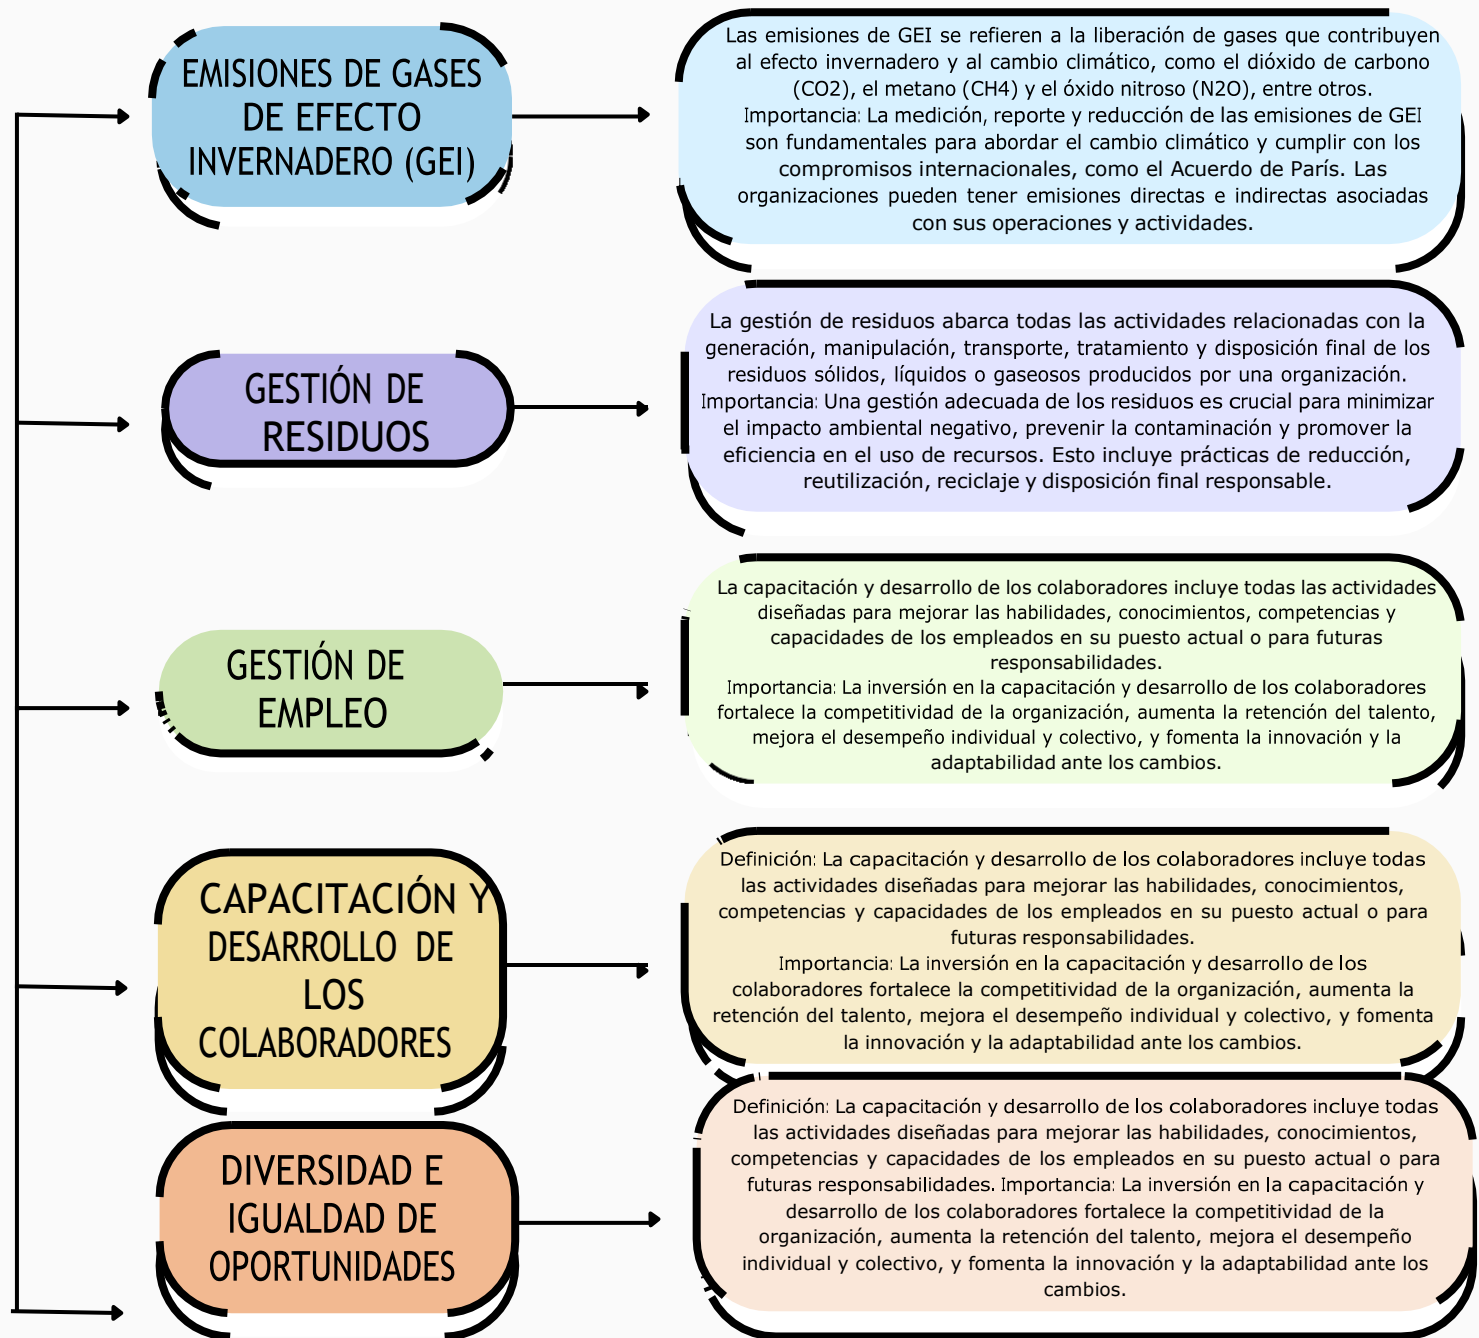 EMISIONES DE GASES
DE EFECTO
INVERNADERO (GEI)
Las emisiones de GEI se refieren a la liberación de gases que contribuyen
al efecto invernadero y al cambio climático, como el dióxido de carbono
(CO2), el metano (CH4) y el óxido nitroso (N2O), entre otros.
Importancia: La medición, reporte y reducción de las emisiones de GEI
son fundamentales para abordar el cambio climático y cumplir con los
compromisos internacionales, como el Acuerdo de París. Las
organizaciones pueden tener emisiones directas e indirectas asociadas
con sus operaciones y actividades.
GESTIÓN DE
RESIDUOS
La gestión de residuos abarca todas las actividades relacionadas con la
generación, manipulación, transporte, tratamiento y disposición final de los
residuos sólidos, líquidos o gaseosos producidos por una organización.
Importancia: Una gestión adecuada de los residuos es crucial para minimizar
el impacto ambiental negativo, prevenir la contaminación y promover la
eficiencia en el uso de recursos. Esto incluye prácticas de reducción,
reutilización, reciclaje y disposición final responsable.
GESTIÓN DE
EMPLEO
La capacitación y desarrollo de los colaboradores incluye todas las actividades
diseñadas para mejorar las habilidades, conocimientos, competencias y
capacidades de los empleados en su puesto actual o para futuras
responsabilidades.
Importancia: La inversión en la capacitación y desarrollo de los colaboradores
fortalece la competitividad de la organización, aumenta la retención del talento,
mejora el desempeño individual y colectivo, y fomenta la innovación y la
adaptabilidad ante los cambios.
CAPACITACIÓN Y
DESARROLLO DE
LOS
COLABORADORES
Definición: La capacitación y desarrollo de los colaboradores incluye todas
las actividades diseñadas para mejorar las habilidades, conocimientos,
competencias y capacidades de los empleados en su puesto actual o para
futuras responsabilidades.
Importancia: La inversión en la capacitación y desarrollo de los
colaboradores fortalece la competitividad de la organización, aumenta la
retención del talento, mejora el desempeño individual y colectivo, y fomenta
la innovación y la adaptabilidad ante los cambios.
DIVERSIDAD E
IGUALDAD DE
OPORTUNIDADES
Definición: La capacitación y desarrollo de los colaboradores incluye todas
las actividades diseñadas para mejorar las habilidades, conocimientos,
competencias y capacidades de los empleados en su puesto actual o para
futuras responsabilidades. Importancia: La inversión en la capacitación y
desarrollo de los colaboradores fortalece la competitividad de la
organización, aumenta la retención del talento, mejora el desempeño
individual y colectivo, y fomenta la innovación y la adaptabilidad ante los
cambios.